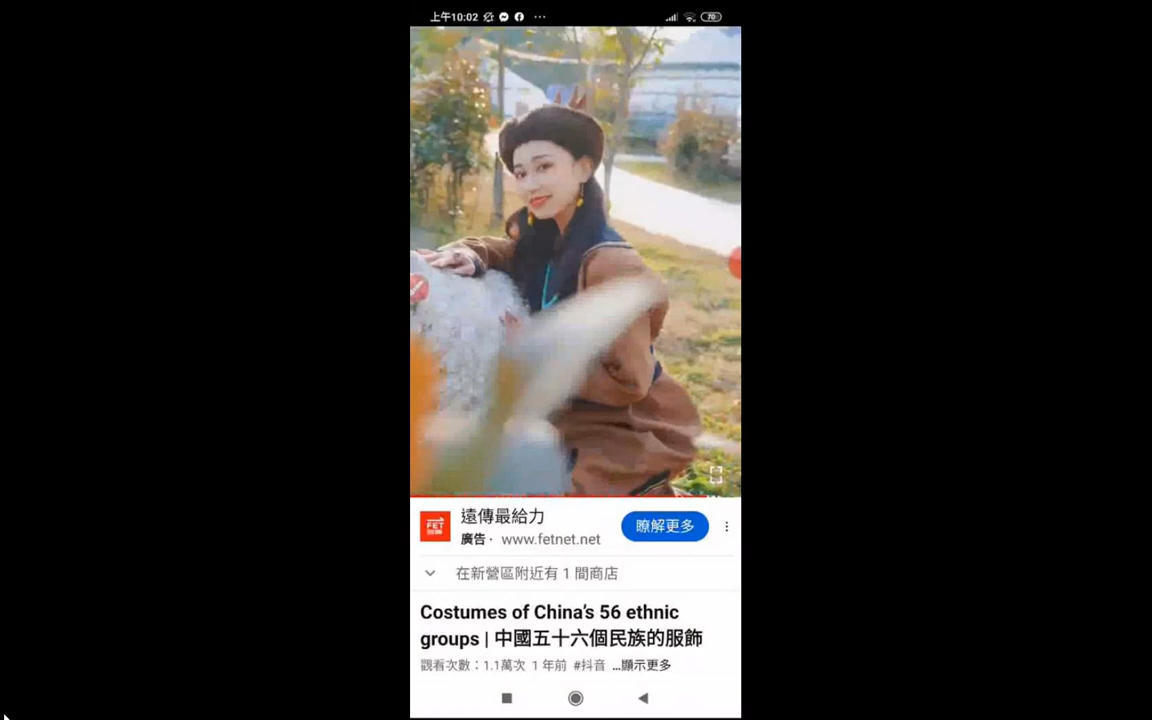 上午10:02
70
遠傳最給力
FET
廣告· www.fetnet.net
瞭解更多
在新營區附近有 1 間商店
Costumes of China's 56 ethnic
groups | 中國五十六個民族的服飾
觀看次數：1.1萬次 1 年前 #抖音 ...顯示更多